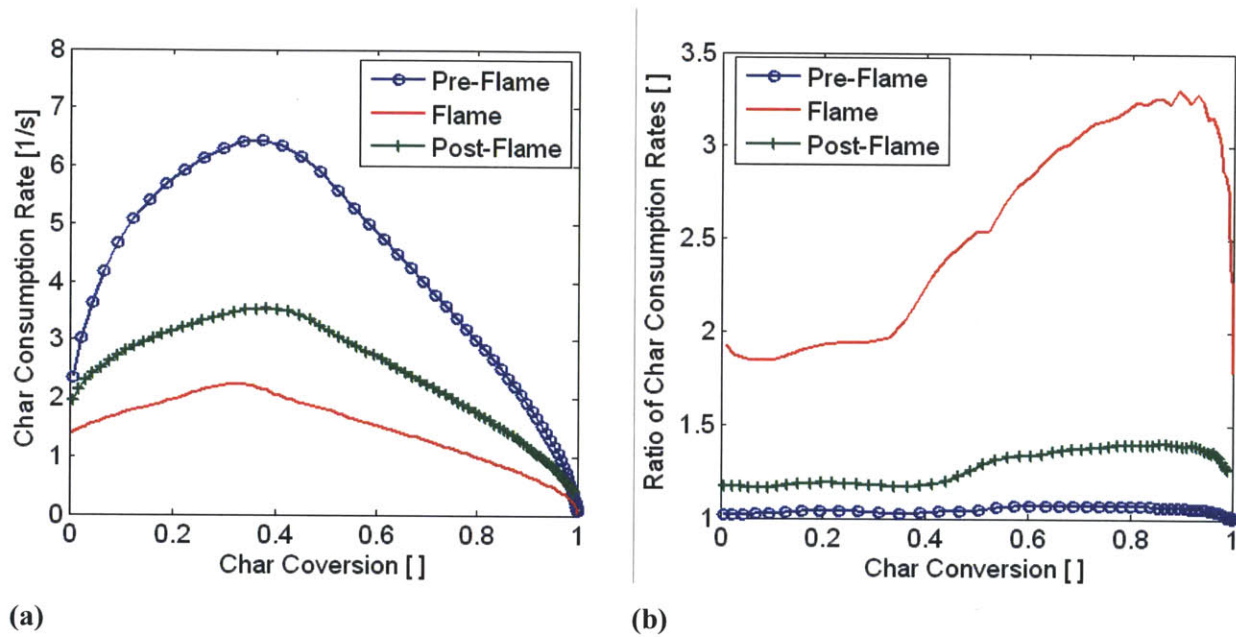 8
7
6
5
4
3
2
1
0
Char Consumption Rate [1/s]
Pre-Flame
Flame
Post-Flame
0
0.2
0.4
0.6
0.8
1
Char Coversion [ ]
(a)
3.5
3
2.5
2
1.5
1
Ratio of Char Consumption Rates [ ]
Pre-Flame
Flame
Post-Flame
0
0.2
0.4
0.6
0.8
1
Char Conversion [ ]
(b)